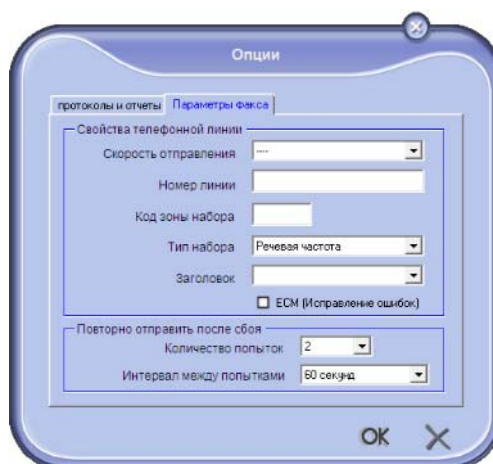 Опции
протоколы и отчеты Параметры факса
Свойства телефонной линии
Скорость отправления ----
Номер линии
Код зоны набора
Тип набора Речевая частота
Заголовок
ECM (Исправление ошибок)
Повторно отправить после сбоя
Количество попыток 2
Интервал между попытками 60 секунд
OK